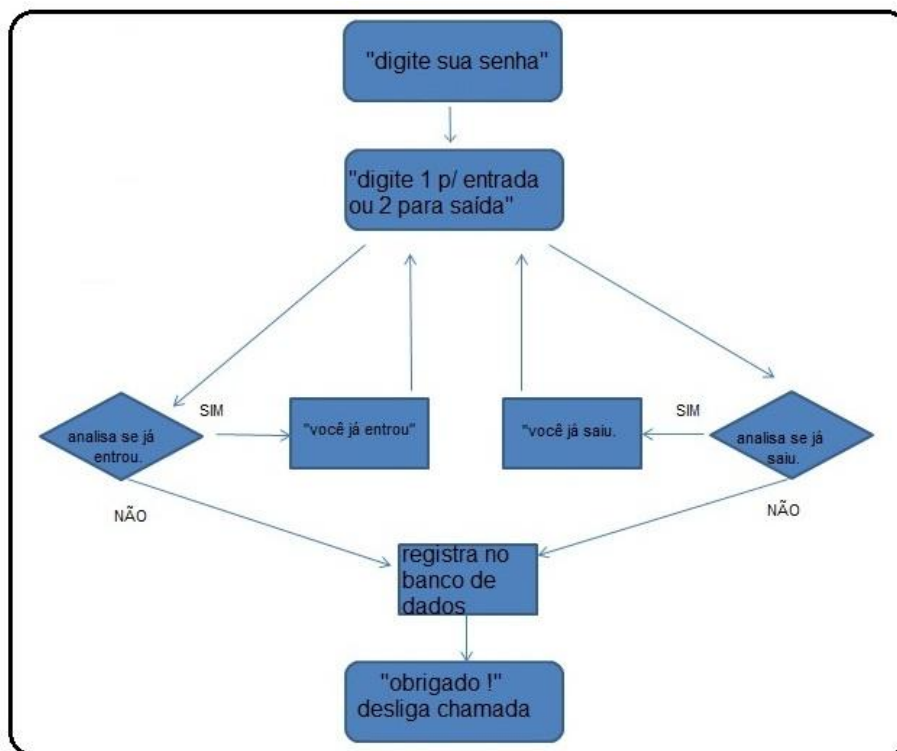 "digite sua senha"
"digite 1 p/ entrada
ou 2 para saída"
SIM
SIM
analisa se já
entrou.
"você já entrou"
"você já saiu.
analisa se já
saiu.
NÃO
NÃO
registra no
banco de
dados
"obrigado !"
desliga chamada